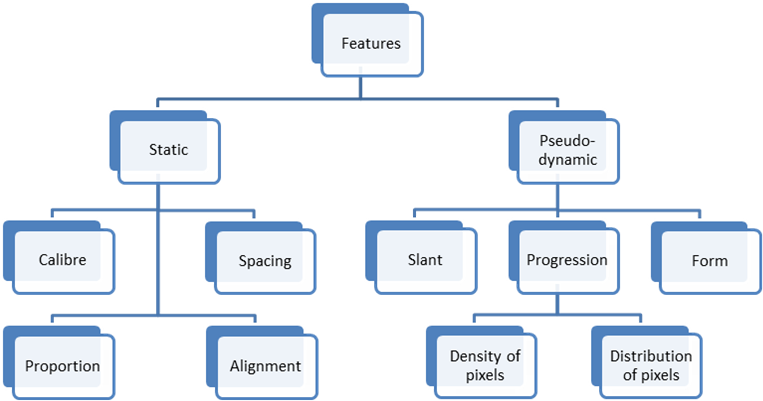 Features
Static
Pseudo-
dynamic
Calibre
Spacing
Slant
Progression
Form
Proportion
Alignment
Density of
pixels
Distribution
of pixels